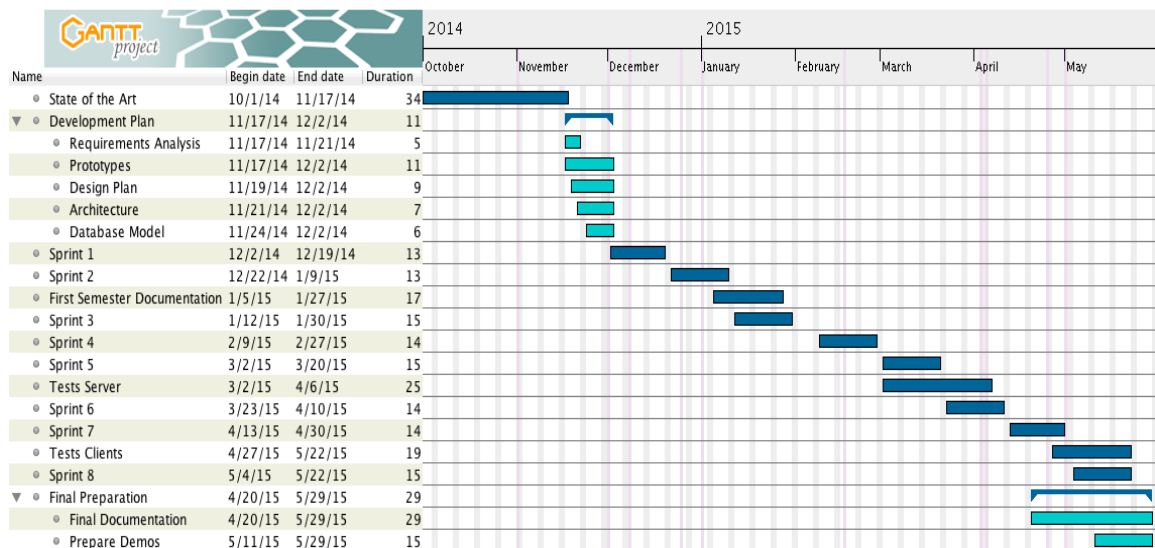 GANTT
project
2014 2015
October November December January February March April May
Name Begin date End date Duration
State of the Art 10/1/14 11/17/14 34
Development Plan 11/17/14 12/2/14 11
Requirements Analysis 11/17/14 11/21/14 5
Prototypes 11/17/14 12/2/14 11
Design Plan 11/19/14 12/2/14 9
Architecture 11/21/14 12/2/14 7
Database Model 11/24/14 12/2/14 6
Sprint 1 12/2/14 12/19/14 13
Sprint 2 12/22/14 1/9/15 13
First Semester Documentation 1/5/15 1/27/15 17
Sprint 3 1/12/15 1/30/15 15
Sprint 4 2/9/15 2/27/15 14
Sprint 5 3/2/15 3/20/15 15
Tests Server 3/2/15 4/6/15 25
Sprint 6 3/23/15 4/10/15 14
Sprint 7 4/13/15 4/30/15 14
Tests Clients 4/27/15 5/22/15 19
Sprint 8 5/4/15 5/22/15 15
Final Preparation 4/20/15 5/29/15 29
Final Documentation 4/20/15 5/29/15 29
Prepare Demos 5/11/15 5/29/15 15